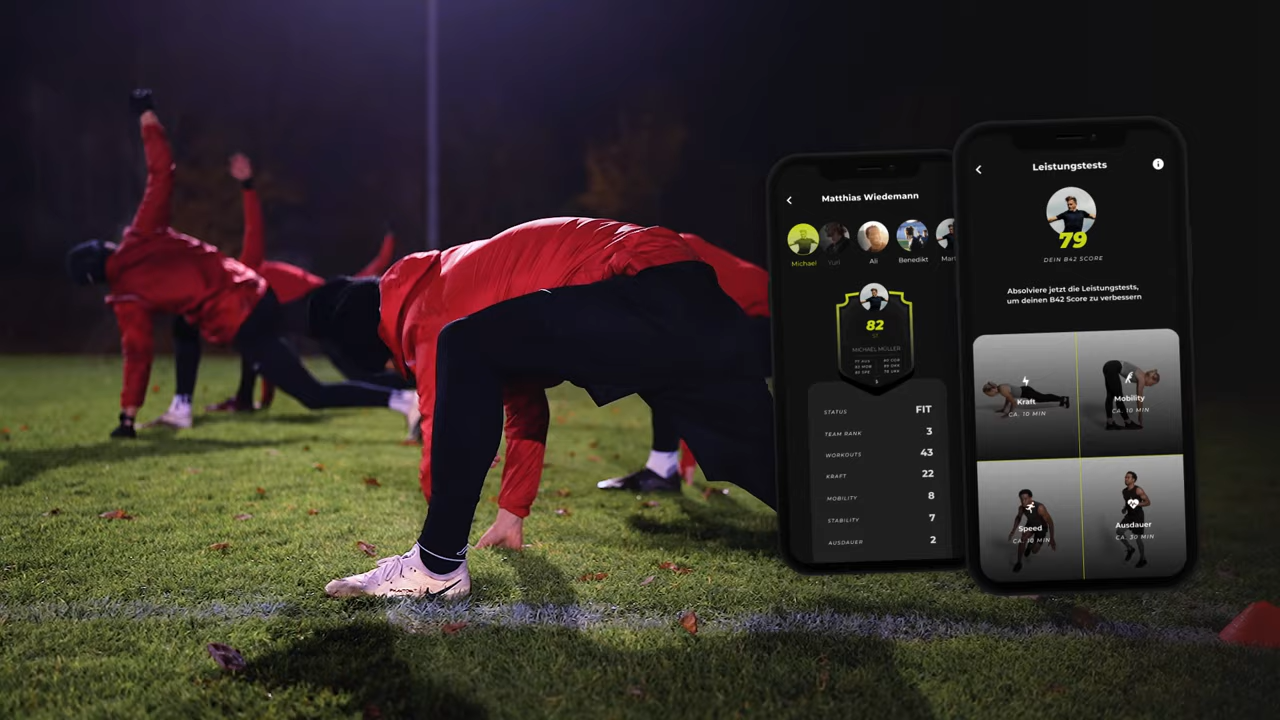 Matthias Wiedemann
Michael
Yuri
Ali
Benedikt
82
ST
MICHAEL MÜLLER
STATUS FIT
TEAM RANK 3
WORKOUTS 43
KRAFT 22
MOBILITY 8
STABILITY 7
AUSDAUER 2
Leistungstests
79
DEIN B42 SCORE
Absolviere jetzt die Leistungstests,
um deinen B42 Score zu verbessern
Kraft
CA. 10 MIN
Mobility
CA. 10 MIN
Speed
CA. 10 MIN
Ausdauer
CA. 30 MIN